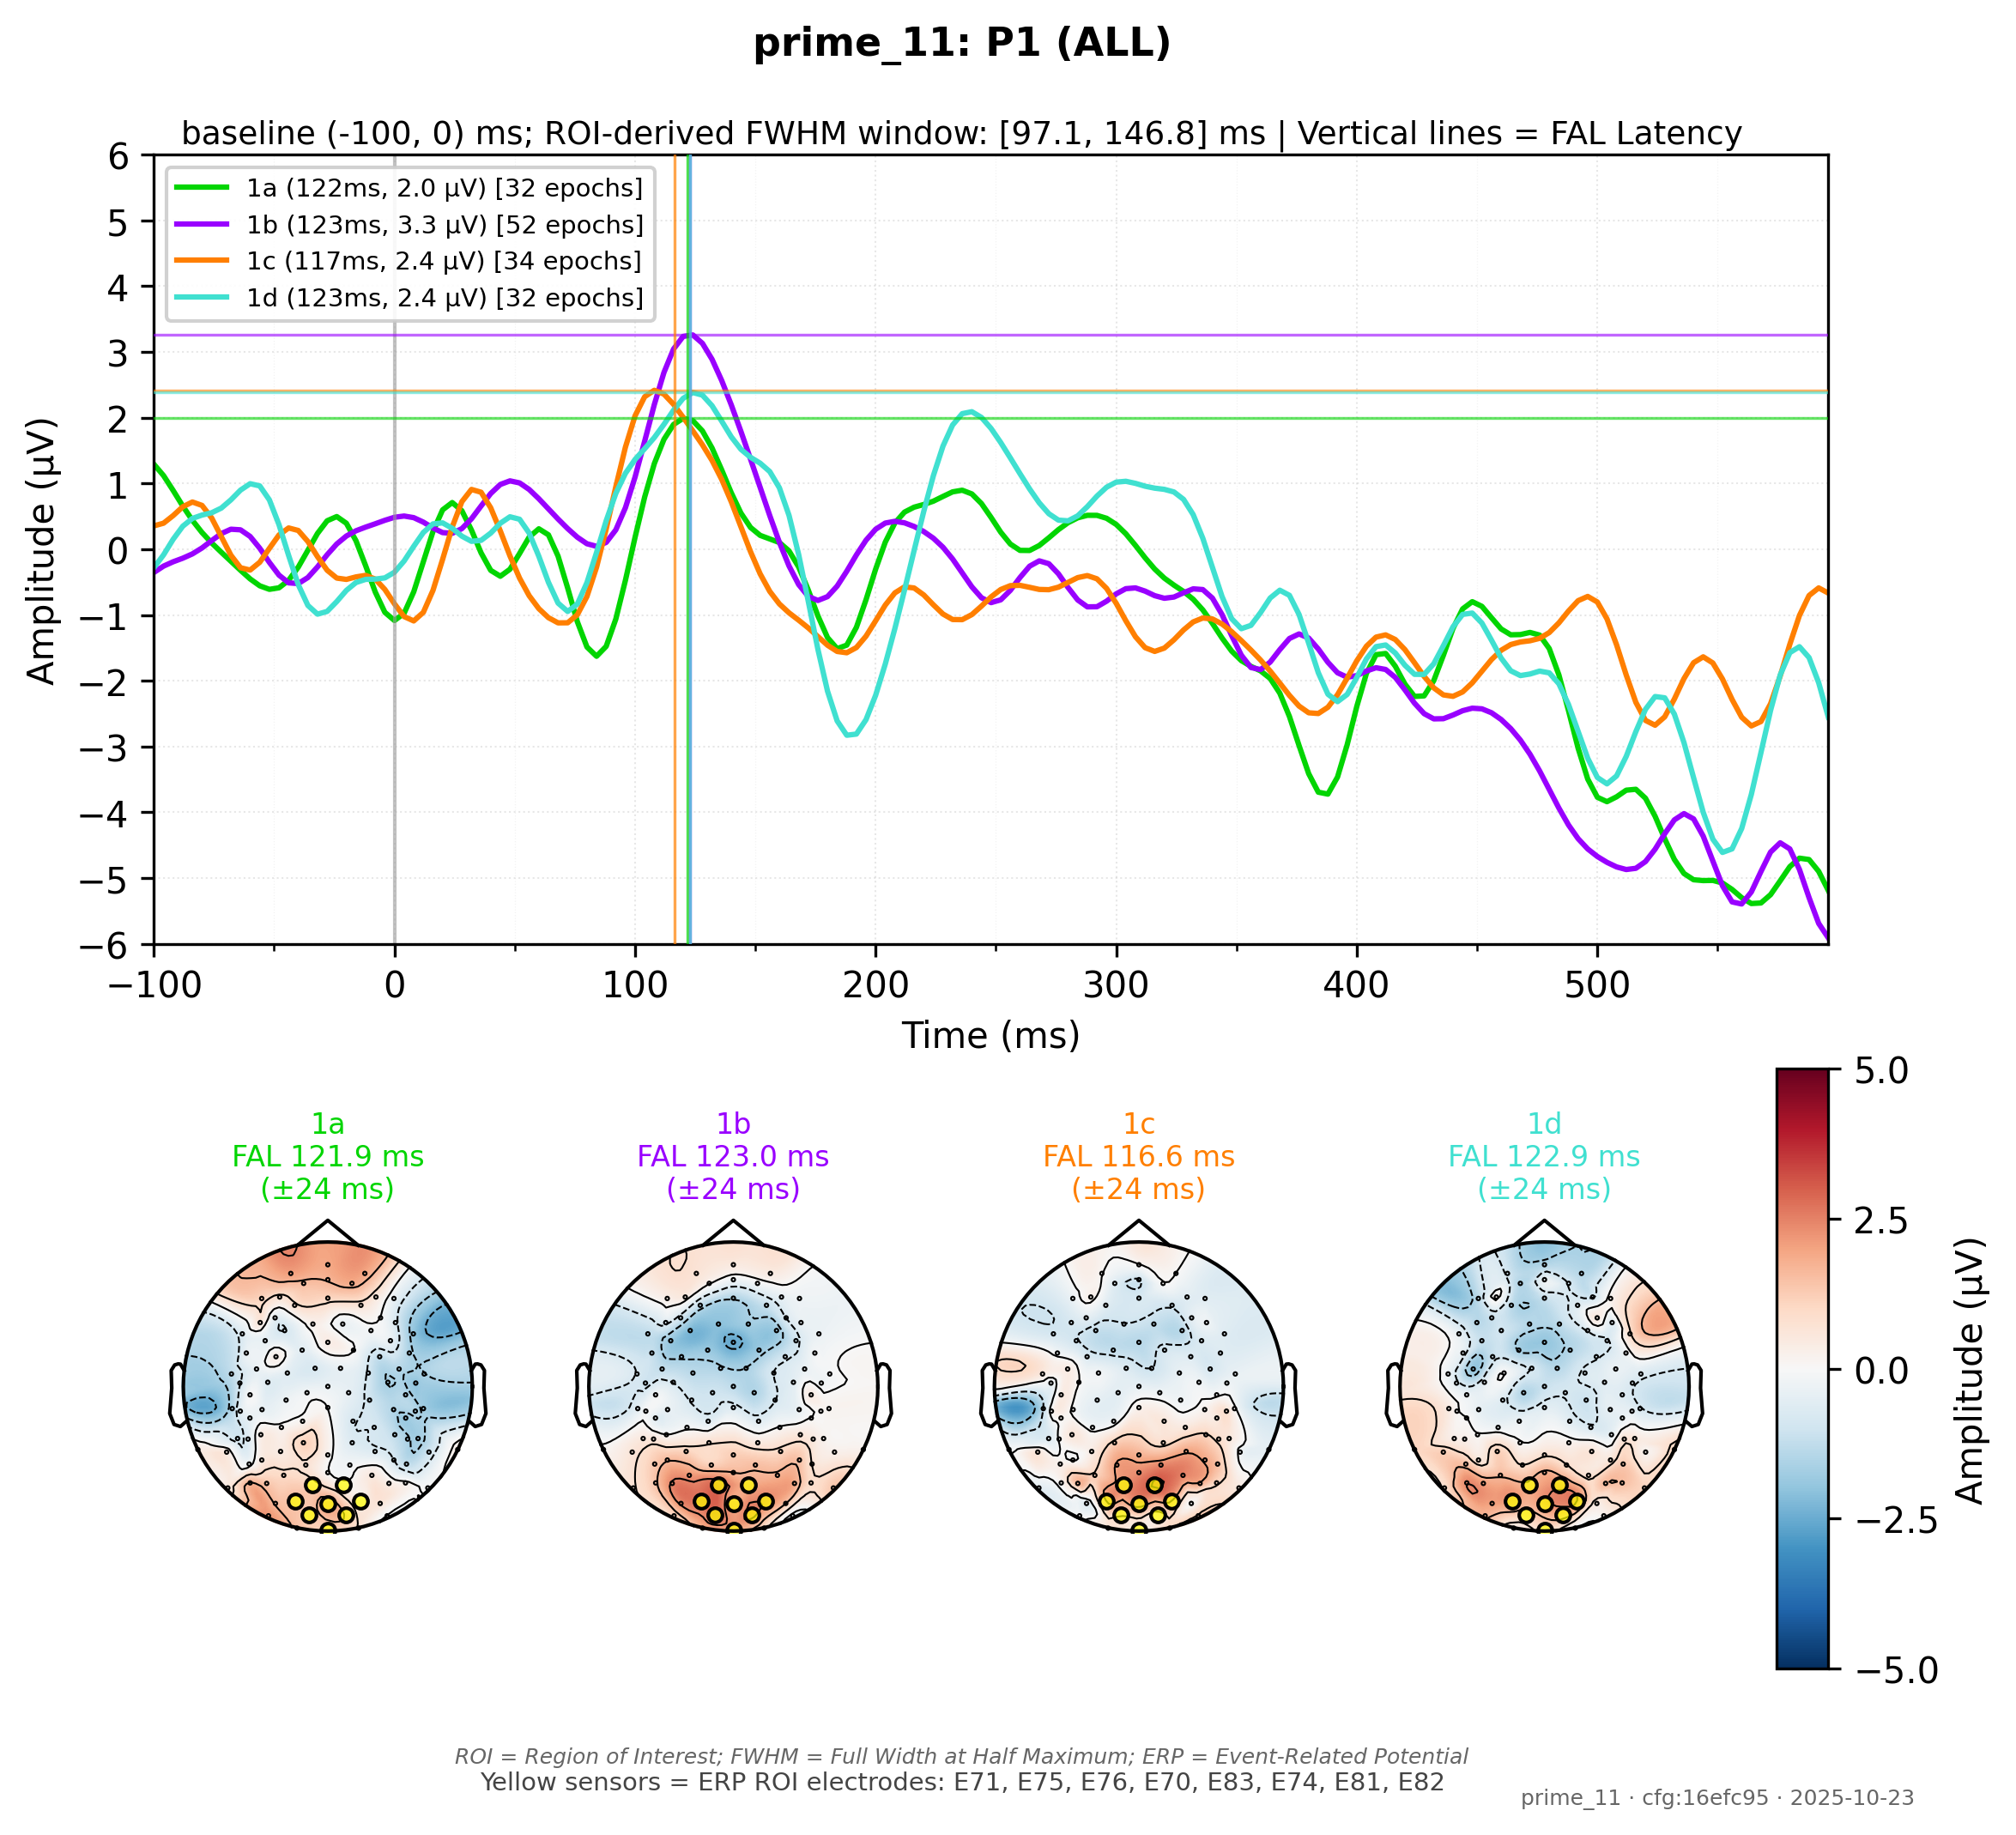 prime_11: P1 (ALL)
baseline (-100, 0) ms; ROI-derived FWHM window: [97.1, 146.8] ms | Vertical lines = FAL Latency
1a (122ms, 2.0 µV) [32 epochs]
1b (123ms, 3.3 µV) [52 epochs]
1c (117ms, 2.4 µV) [34 epochs]
1d (123ms, 2.4 µV) [32 epochs]
Amplitude (µV)
6
5
4
3
2
1
0
−1
−2
−3
−4
−5
−6
−100 0 100 200 300 400 500
Time (ms)
1a
FAL 121.9 ms
(±24 ms)
1b
FAL 123.0 ms
(±24 ms)
1c
FAL 116.6 ms
(±24 ms)
1d
FAL 122.9 ms
(±24 ms)
5.0
2.5
0.0
−2.5
−5.0
Amplitude (µV)
ROI = Region of Interest; FWHM = Full Width at Half Maximum; ERP = Event-Related Potential
Yellow sensors = ERP ROI electrodes: E71, E75, E76, E70, E83, E74, E81, E82
prime_11 · cfg:16efc95 · 2025-10-23